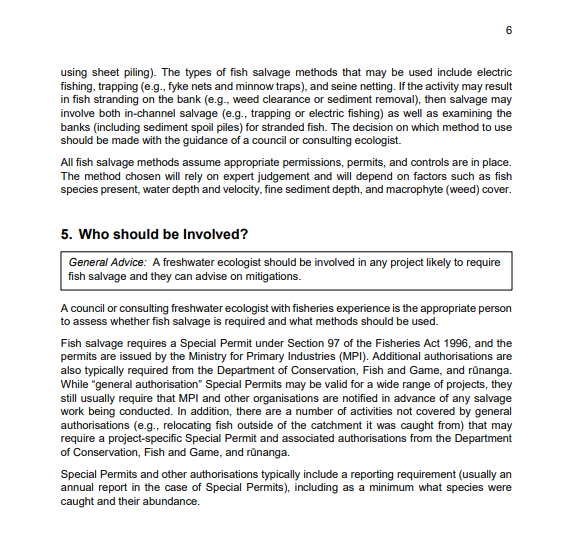 6
using sheet piling). The types of fish salvage methods that may be used include electric
fishing, trapping (e.g., fyke nets and minnow traps), and seine netting. If the activity may result
in fish stranding on the bank (e.g., weed clearance or sediment removal), then salvage may
involve both in-channel salvage (e.g., trapping or electric fishing) as well as examining the
banks (including sediment spoil piles) for stranded fish. The decision on which method to use
should be made with the guidance of a council or consulting ecologist.
All fish salvage methods assume appropriate permissions, permits, and controls are in place.
The method chosen will rely on expert judgement and will depend on factors such as fish
species present, water depth and velocity, fine sediment depth, and macrophyte (weed) cover.
5. Who should be Involved?
General Advice: A freshwater ecologist should be involved in any project likely to require
fish salvage and they can advise on mitigations.
A council or consulting freshwater ecologist with fisheries experience is the appropriate person
to assess whether fish salvage is required and what methods should be used.
Fish salvage requires a Special Permit under Section 97 of the Fisheries Act 1996, and the
permits are issued by the Ministry for Primary Industries (MPI). Additional authorisations are
also typically required from the Department of Conservation, Fish and Game, and rūnanga.
While “general authorisation” Special Permits may be valid for a wide range of projects, they
still usually require that MPI and other organisations are notified in advance of any salvage
work being conducted. In addition, there are a number of activities not covered by general
authorisations (e.g., relocating fish outside of the catchment it was caught from) that may
require a project-specific Special Permit and associated authorisations from the Department
of Conservation, Fish and Game, and rūnanga.
Special Permits and other authorisations typically include a reporting requirement (usually an
annual report in the case of Special Permits), including as a minimum what species were
caught and their abundance.